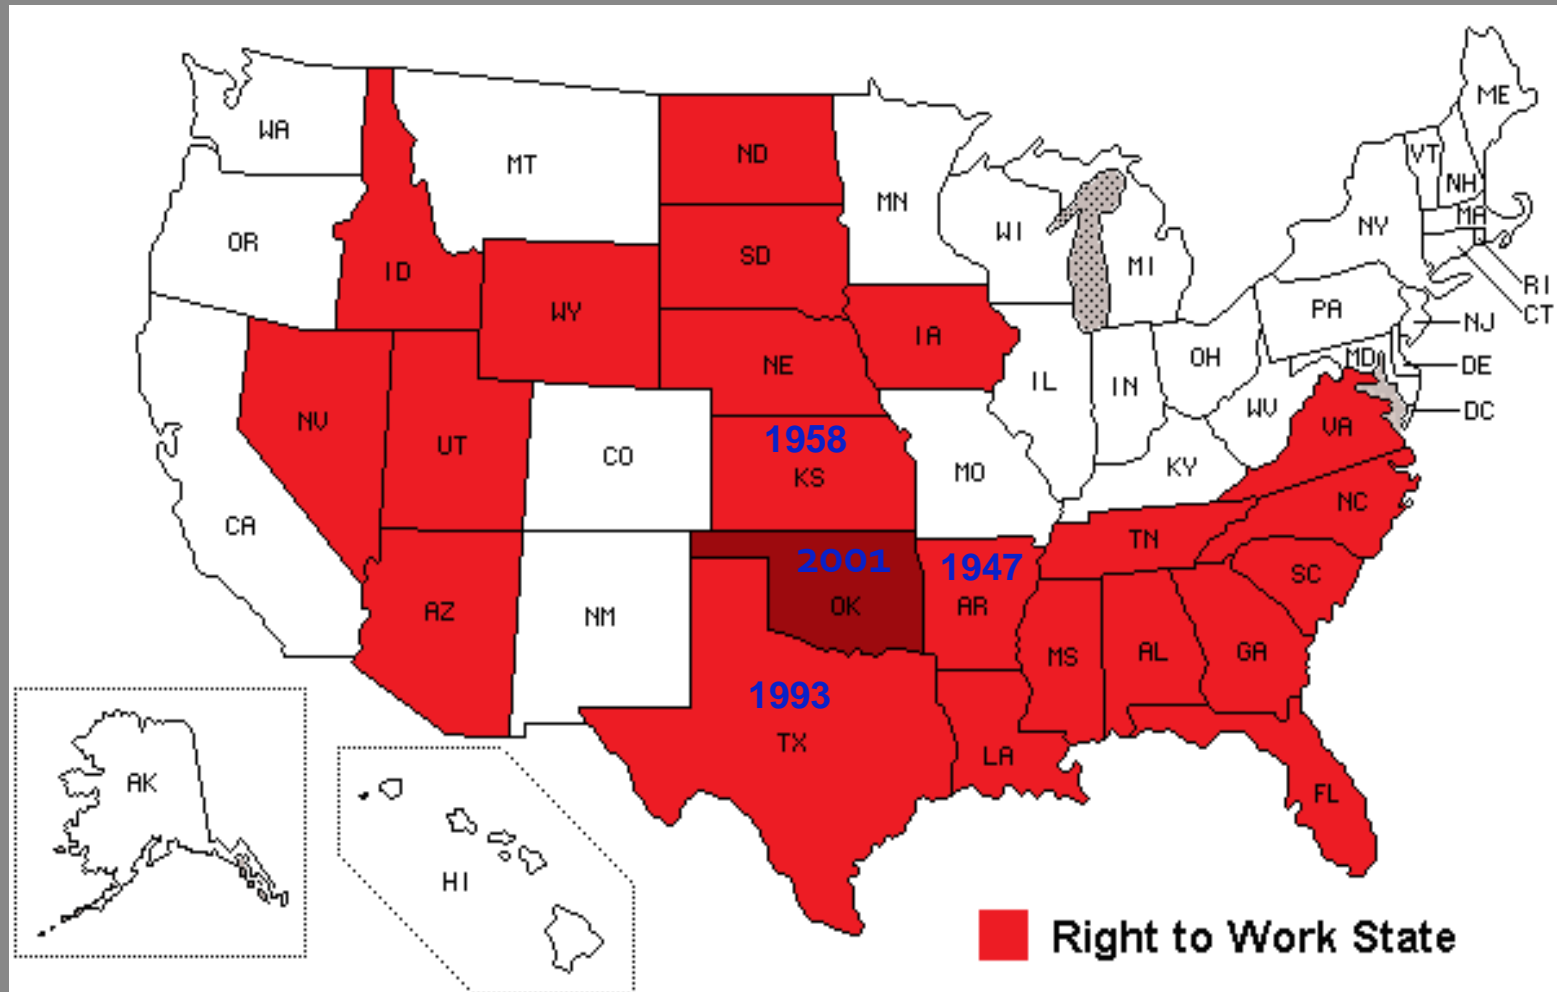 WA
MT
ND
MN
ME
VT
NH
MA
NY
WI
MI
OR
ID
SD
WY
RI
CT
PA
NJ
IA
NE
OH
MD
DE
IL
IN
WV
DC
NV
UT
CO
1958
KS
MO
KY
VA
CA
NC
TN
2001
OK
1947
AR
SC
AZ
NM
MS
AL
GA
1993
TX
LA
FL
AK
HI
Right to Work State